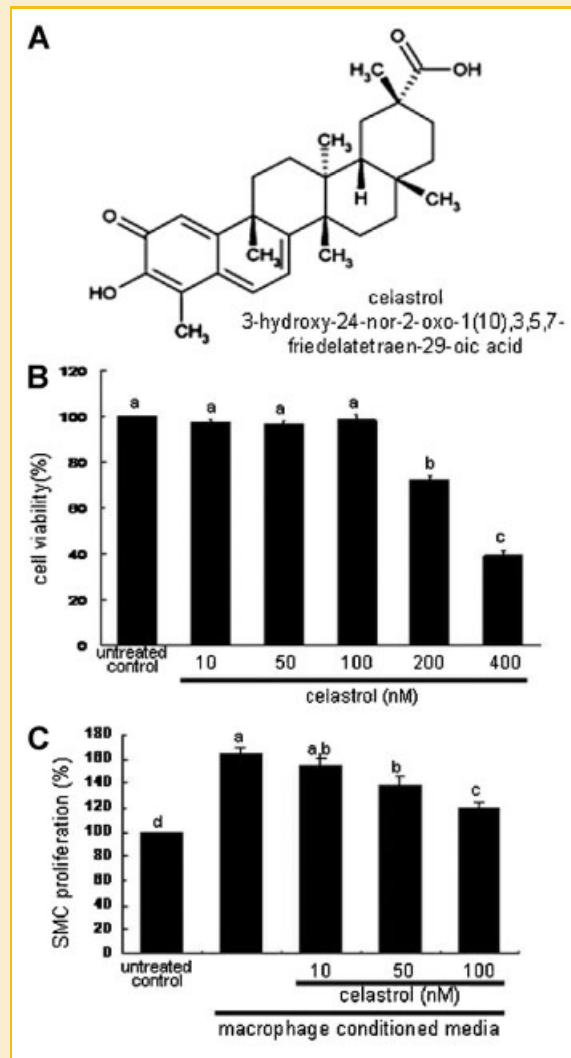 A
O
OH
H₃C
CH₃
H
CH₃
O
CH₃
CH₃
HO
CH₃
celastrol
3-hydroxy-24-nor-2-oxo-1(10),3,5,7-
friedelatetraen-29-oic acid
B
cell viability(%)
120
100
80
60
40
20
0
a
a
a
a
b
c
untreated
control
10 50 100 200 400
celastrol (nM)
C
SMC proliferation (%)
180
160
140
120
100
80
60
40
20
0
d
a
a,b
b
c
untreated
control
10 50 100
celastrol (nM)
macrophage conditioned media